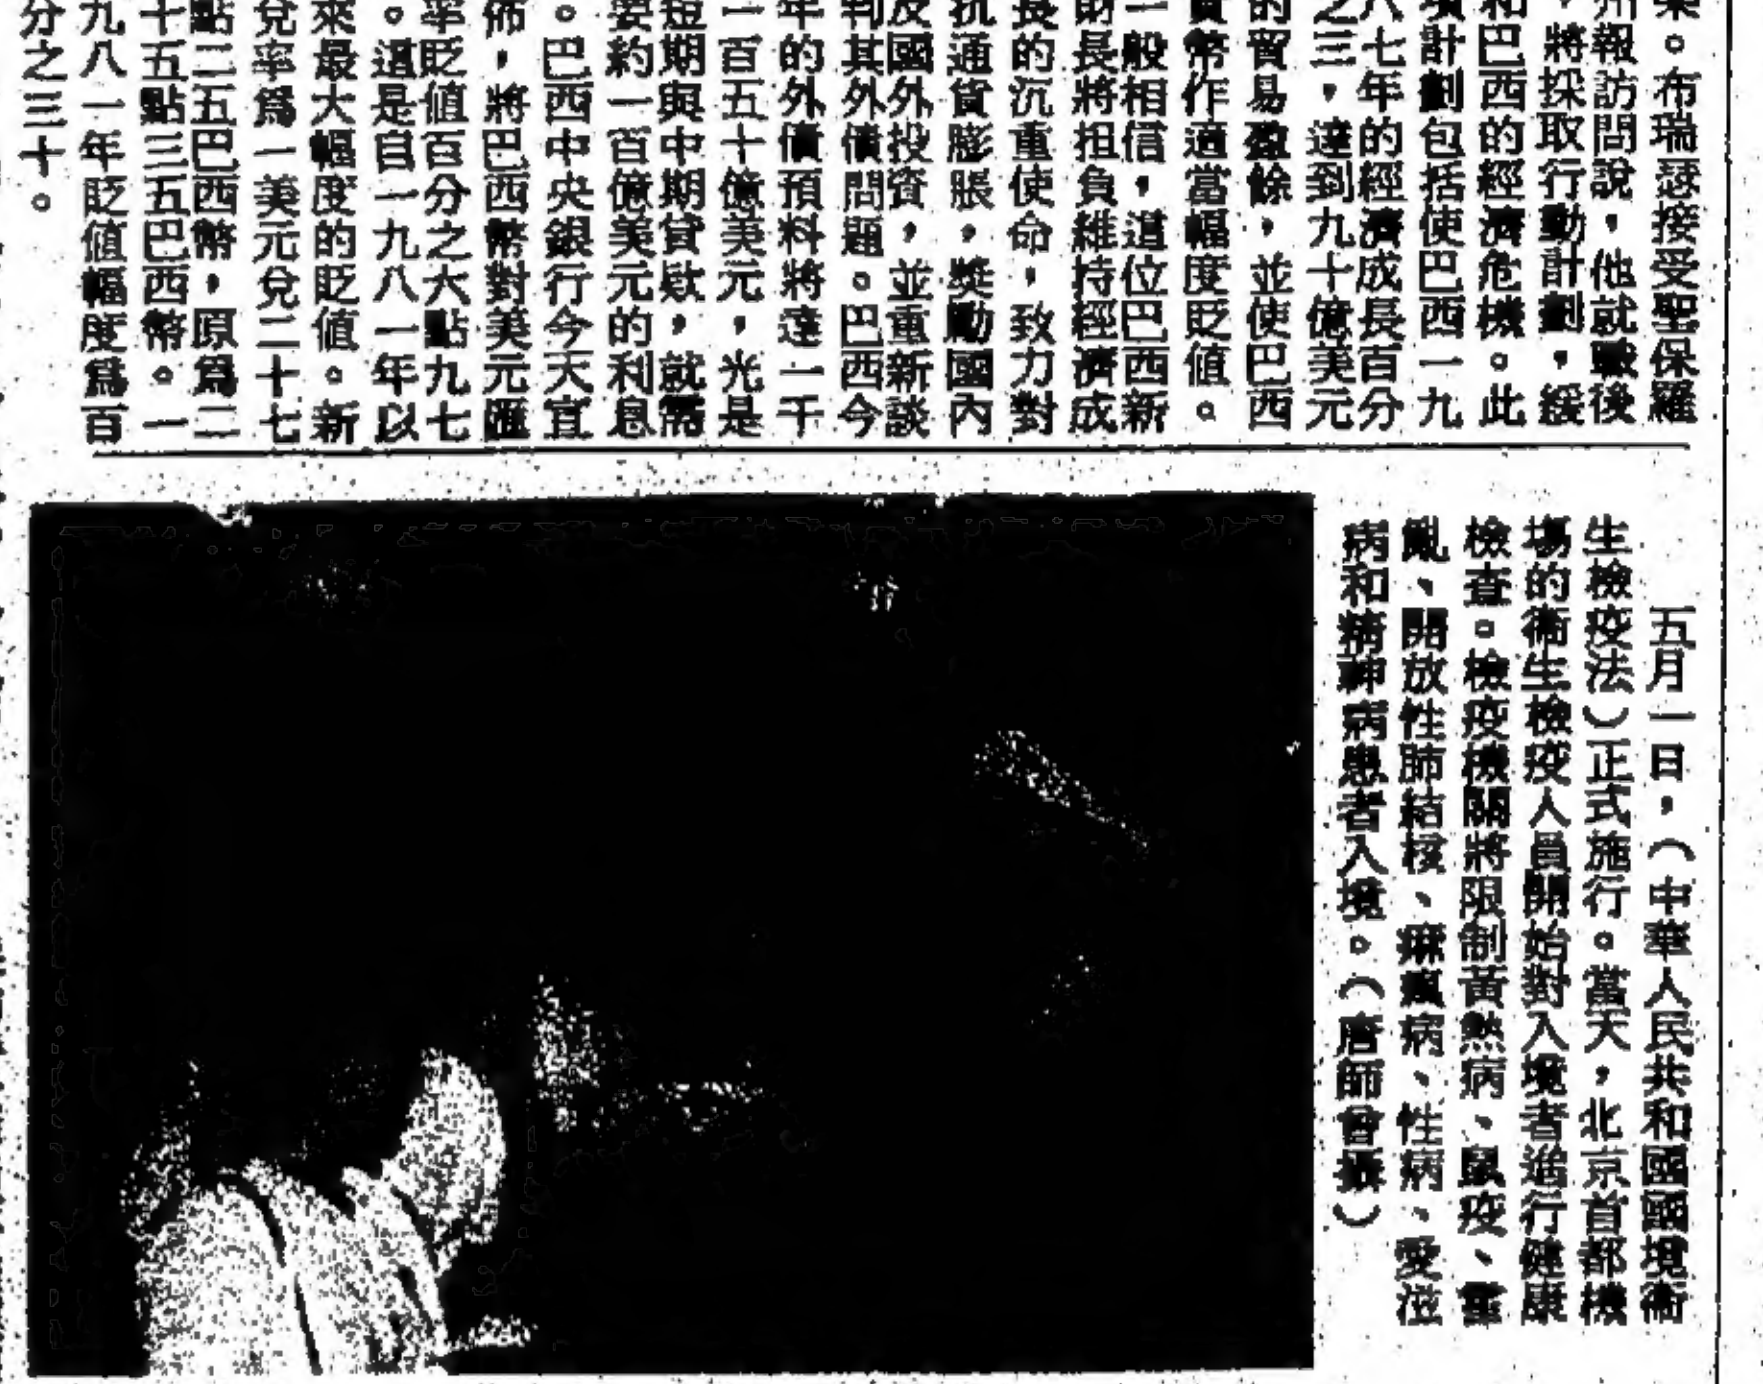 樂。布瑞瑟接受聖保羅
州報訪問說，他就職後
，將採取行動計劃，緩
和巴西的經濟危機。此
項計劃包括使巴西一九
八七年的經濟成長百分
之三，達到九十億美元
的貿易盈餘，並使巴西
貨幣作適當幅度貶值。
一般相信，這位巴西新
財長將担負維持經濟成
長的沉重使命，致力對
抗通貨膨脹，獎勵國內
及國外投資，並重新談
判其外債問題。巴西今
年的外債預料將達一千
一百五十億美元，光是
短期與中期貸款，就需
要約一百億美元的利息
。巴西中央銀行今天宣
佈，將巴西幣對美元匯
率貶值百分之六點九七
。這是自一九八一年以
來最大幅度的貶值。新
兌率爲一美元兌二十七
點二五巴西幣，原爲二
十五點三五巴西幣。一
九八一年貶值幅度爲百
分之三十。
五月一日，（中華人民共和國國境衞
生檢疫法）正式施行。當天，北京首都機
場的衞生檢疫人員開始對入境者進行健康
檢查。檢疫機關將限制黃熱病、鼠疫、霍
亂、開放性肺結核、痲瘋病、性病、愛滋
病和精神病患者入境。（唐師曾攝）